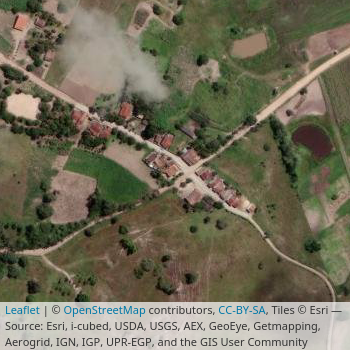 Leaflet | © OpenStreetMap contributors, CC-BY-SA, Tiles © Esri —
Source: Esri, i-cubed, USDA, USGS, AEX, GeoEye, Getmapping,
Aerogrid, IGN, IGP, UPR-EGP, and the GIS User Community